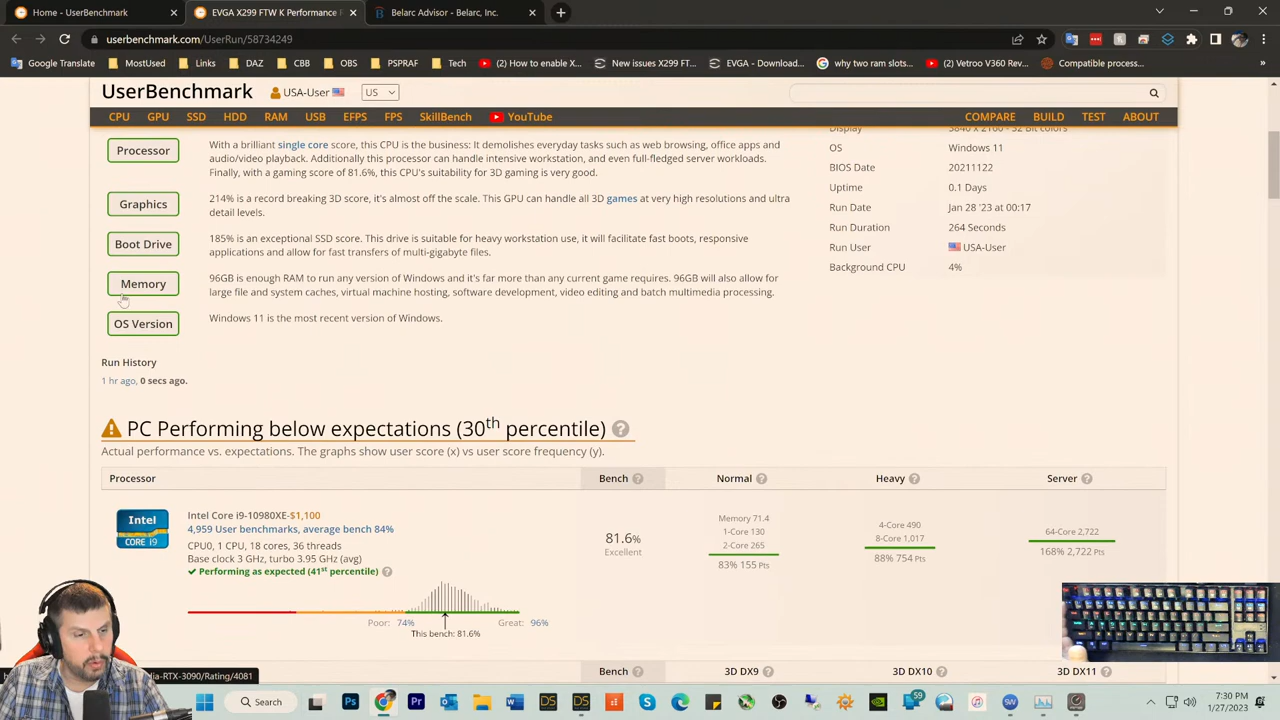 Home - UserBenchmark
EVGA X299 FTW K Performance
Belarc Advisor - Belarc, Inc.
userbenchmark.com/UserRun/58734249
Google Translate
MostUsed
Links
DAZ
CBB
OBS
PSPRAF
Tech
(2) How to enable X...
New issues X299 FT...
EVGA - Download...
why two ram slots...
(1) Vetroo V360 Rev...
Compatible process...
UserBenchmark
USA-User
US
CPU GPU SSD HDD RAM USB EFPS FPS SkillBench YouTube
COMPARE BUILD TEST ABOUT
Processor
With a brilliant single core score, this CPU is the business: It demolishes everyday tasks such as web browsing, office apps and
audio/video playback. Additionally this processor can handle intensive workstation, and even full-fledged server workloads.
Finally, with a gaming score of 81.6%, this CPU's suitability for 3D gaming is very good.
Graphics
214% is a record breaking 3D score, it's almost off the scale. This GPU can handle all 3D games at very high resolutions and ultra
detail levels.
Boot Drive
185% is an exceptional SSD score. This drive is suitable for heavy workstation use, it will facilitate fast boots, responsive
applications and allow for fast transfers of multi-gigabyte files.
Memory
96GB is enough RAM to run any version of Windows and it's far more than any current game requires. 96GB will also allow for
large file and system caches, virtual machine hosting, software development, video editing and batch multimedia processing.
OS Version
Windows 11 is the most recent version of Windows.
Display 3840 x 2160 - 32 Bit colors
OS Windows 11
BIOS Date 20211122
Uptime 0.1 Days
Run Date Jan 28 '23 at 00:17
Run Duration 264 Seconds
Run User USA-User
Background CPU 4%
Run History
1 hr ago, 0 secs ago.
PC Performing below expectations (30th percentile) ?
Actual performance vs. expectations. The graphs show user score (x) vs user score frequency (y).
Processor Bench ? Normal ? Heavy ? Server ?
intel
CORE i9
Intel Core i9-10980XE-$1,100
4,959 User benchmarks, average bench 84%
CPU0, 1 CPU, 18 cores, 36 threads
Base clock 3 GHz, turbo 3.95 GHz (avg)
Performing as expected (41st percentile) ?
Poor: 74%
This bench: 81.6%
Great: 96%
81.6%
Excellent
Memory 71.4
1-Core 130
2-Core 265
83% 155 Pts
4-Core 490
8-Core 1,017
88% 754 Pts
64-Core 2,722
168% 2,722 Pts
Bench ? 3D DX9 ? 3D DX10 ? 3D DX11 ?
dia-RTX-3090/Rating/4081
Search
Ps
Pr
W
DS
DS
S
59
SW
7:30 PM
1/27/2023